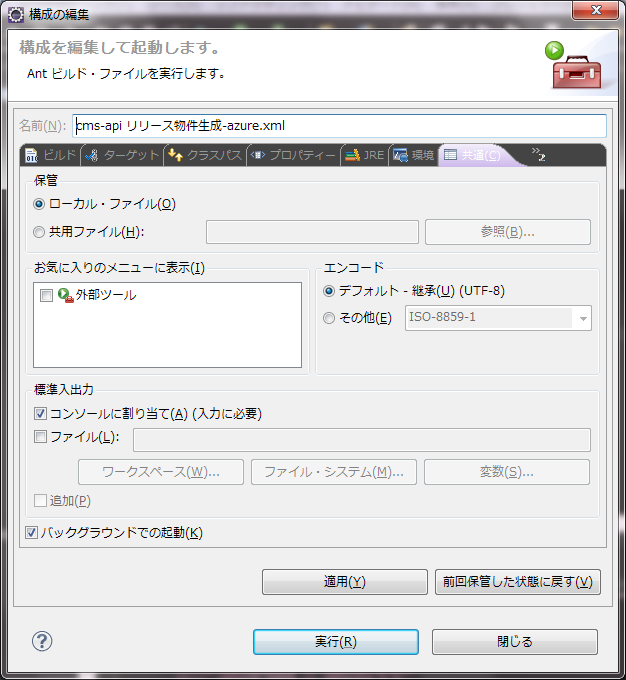 構成の編集
構成を編集して起動します。
Ant ビルド・ファイルを実行します。
名前(N): cms-api リリース物件生成-azure.xml
ビルド ターゲット クラスパス プロパティー JRE 環境 共通(C) »2
保管
ローカル・ファイル(O)
共用ファイル(H): 参照(B)...
お気に入りのメニューに表示(I)
外部ツール
エンコード
デフォルト - 継承(U) (UTF-8)
その他(E) ISO-8859-1
標準入出力
コンソールに割り当て(A) (入力に必要)
ファイル(L):
ワークスペース(W)... ファイル・システム(M)... 変数(S)...
追加(P)
バックグラウンドでの起動(K)
適用(Y) 前回保管した状態に戻す(V)
? 実行(R) 閉じる